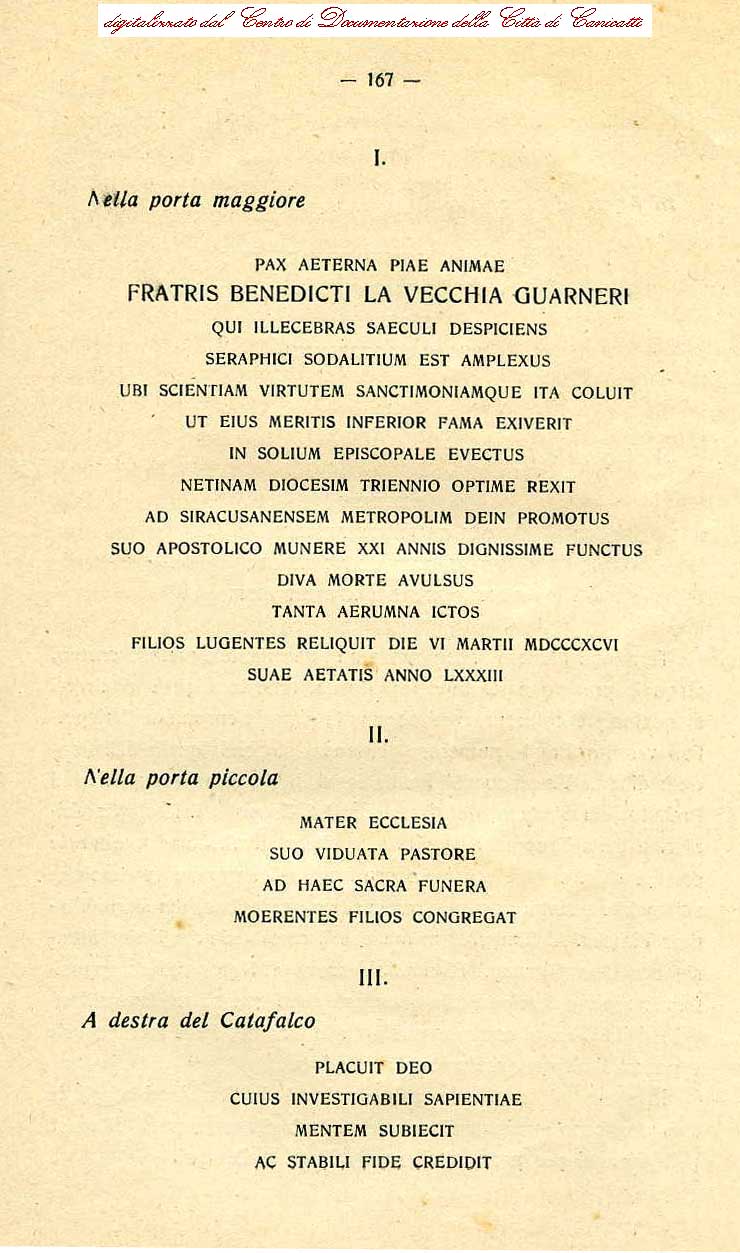 digitalizzato dal Centro di Documentazione della Città di Canicattì
— 167 —
I.
Nella porta maggiore
PAX AETERNA PIAE ANIMAE
FRATRIS BENEDICTI LA VECCHIA GUARNERI
QUI ILLECEBRAS SAECULI DESPICIENS
SERAPHICI SODALITIUM EST AMPLEXUS
UBI SCIENTIAM VIRTUTEM SANCTIMONIAMQUE ITA COLUIT
UT EIUS MERITIS INFERIOR FAMA EXIVERIT
IN SOLIUM EPISCOPALE EVECTUS
NETINAM DIOCESIM TRIENNIO OPTIME REXIT
AD SIRACUSANENSEM METROPOLIM DEIN PROMOTUS
SUO APOSTOLICO MUNERE XXI ANNIS DIGNISSIME FUNCTUS
DIVA MORTE AVULSUS
TANTA AERUMNA ICTOS
FILIOS LUGENTES RELIQUIT DIE VI MARTII MDCCCXCVI
SUAE AETATIS ANNO LXXXIII
II.
Nella porta piccola
MATER ECCLESIA
SUO VIDUATA PASTORE
AD HAEC SACRA FUNERA
MOERENTES FILIOS CONGREGAT
III.
A destra del Catafalco
PLACUIT DEO
CUIUS INVESTIGABILI SAPIENTIAE
MENTEM SUBIECIT
AC STABILI FIDE CREDIDIT